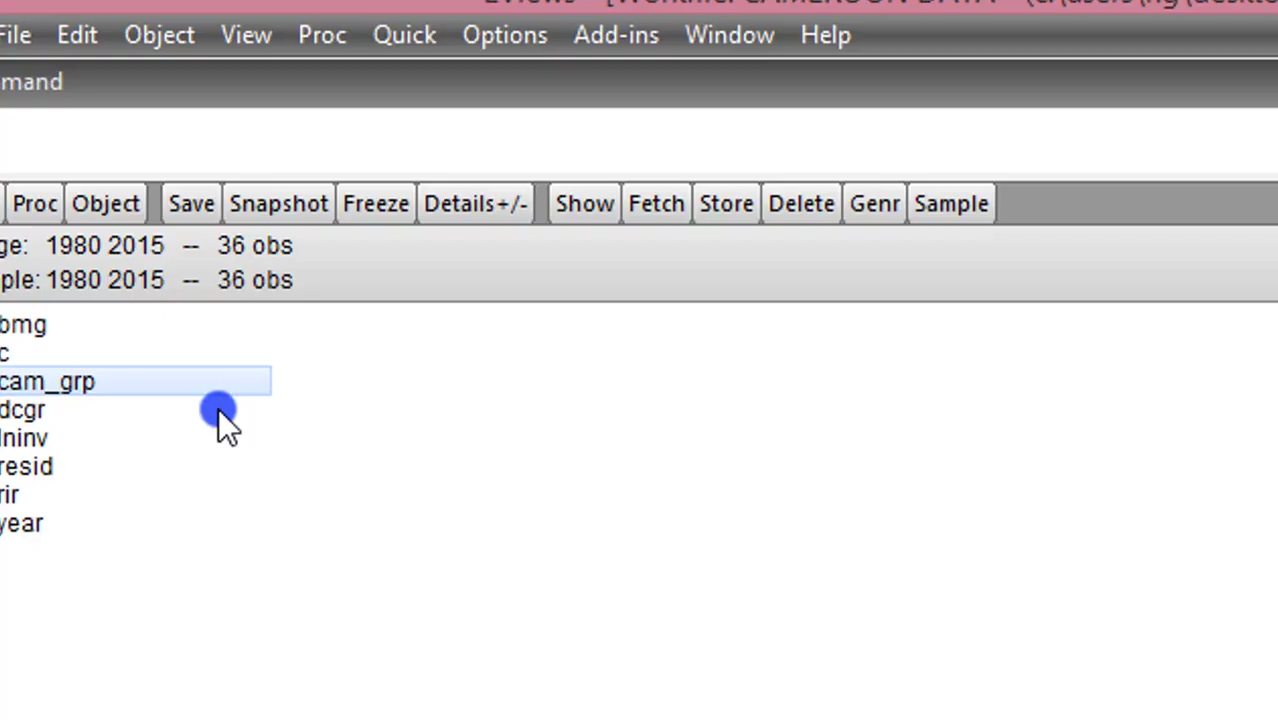 File Edit Object View Proc Quick Options Add-ins Window Help
mand
Proc Object Save Snapshot Freeze Details+/- Show Fetch Store Delete Genr Sample
ge: 1980 2015 -- 36 obs
ple: 1980 2015 -- 36 obs
bmg
c
cam_grp
dcgr
lninv
resid
rir
year